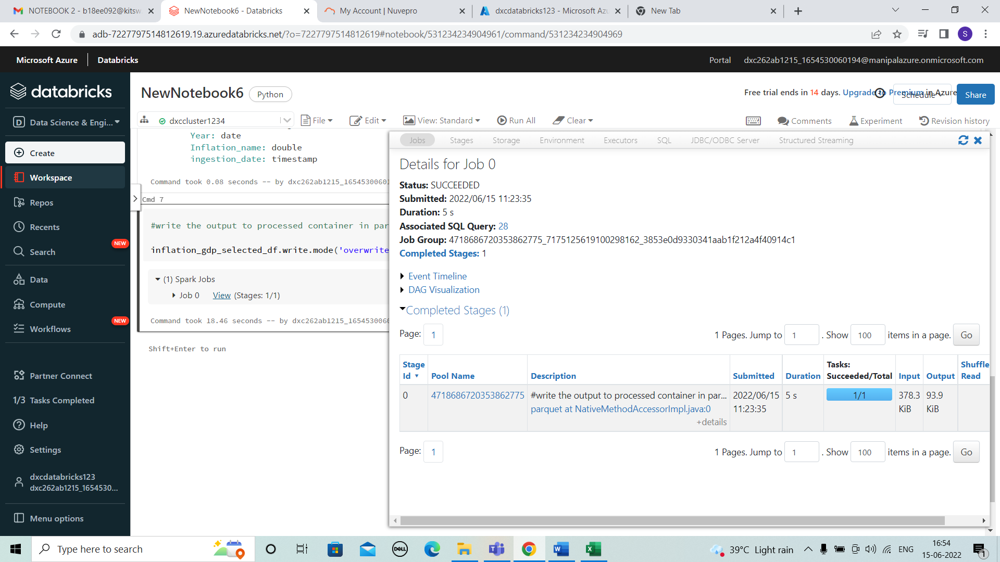 NOTEBOOK 2 - b18ee092@kitsw
NewNotebook6 - Databricks
My Account | Nuvepro
dxcdatabricks123 - Microsoft Azu
New Tab
adb-7227797514812619.19.azuredatabricks.net/?o=7227797514812619#notebook/531234234904961/command/531234234904969
S
Microsoft Azure
Databricks
Portal
dxc262ab1215_1654530060194@manipalazure.onmicrosoft.com
databricks
NewNotebook6
Python
Free trial ends in 14 days. Upgrade to Premium in Azure
Schedule
Share
D
Data Science & Engi...
dxccluster1234
File
Edit
View: Standard
Run All
Clear
Comments
Experiment
Revision history
Create
Workspace
Repos
Recents
NEW
Search
Data
Compute
NEW
Workflows
Partner Connect
1/3 Tasks Completed
Help
Settings
dxcdatabricks123
dxc262ab1215_1654530...
Menu options
Year: date
Inflation_name: double
ingestion_date: timestamp
Command took 0.08 seconds -- by dxc262ab1215_1654530060
Cmd 7
#write the output to processed container in par
inflation_gdp_selected_df.write.mode('overwrite
(1) Spark Jobs
Job 0 View (Stages: 1/1)
Command took 18.46 seconds -- by dxc262ab1215_165453006
Shift+Enter to run
Jobs
Stages
Storage
Environment
Executors
SQL
JDBC/ODBC Server
Structured Streaming
Details for Job 0
Status: SUCCEEDED
Submitted: 2022/06/15 11:23:35
Duration: 5 s
Associated SQL Query: 28
Job Group: 4718686720353862775_7175125619100298162_3853e0d9330341aab1f212a4f40914c1
Completed Stages: 1
Event Timeline
DAG Visualization
Completed Stages (1)
Page: 1
1 Pages. Jump to 1 . Show 100 items in a page. Go
Stage Id
Pool Name
Description
Submitted
Duration
Tasks: Succeeded/Total
Input
Output
Shuffle Read
0
4718686720353862775
#write the output to processed container in par...
parquet at NativeMethodAccessorImpl.java:0
+details
2022/06/15
11:23:35
5 s
1/1
378.3
KiB
93.9
KiB
Page: 1
1 Pages. Jump to 1 . Show 100 items in a page. Go
Type here to search
DELL
39°C Light rain
ENG
16:54
15-06-2022
1